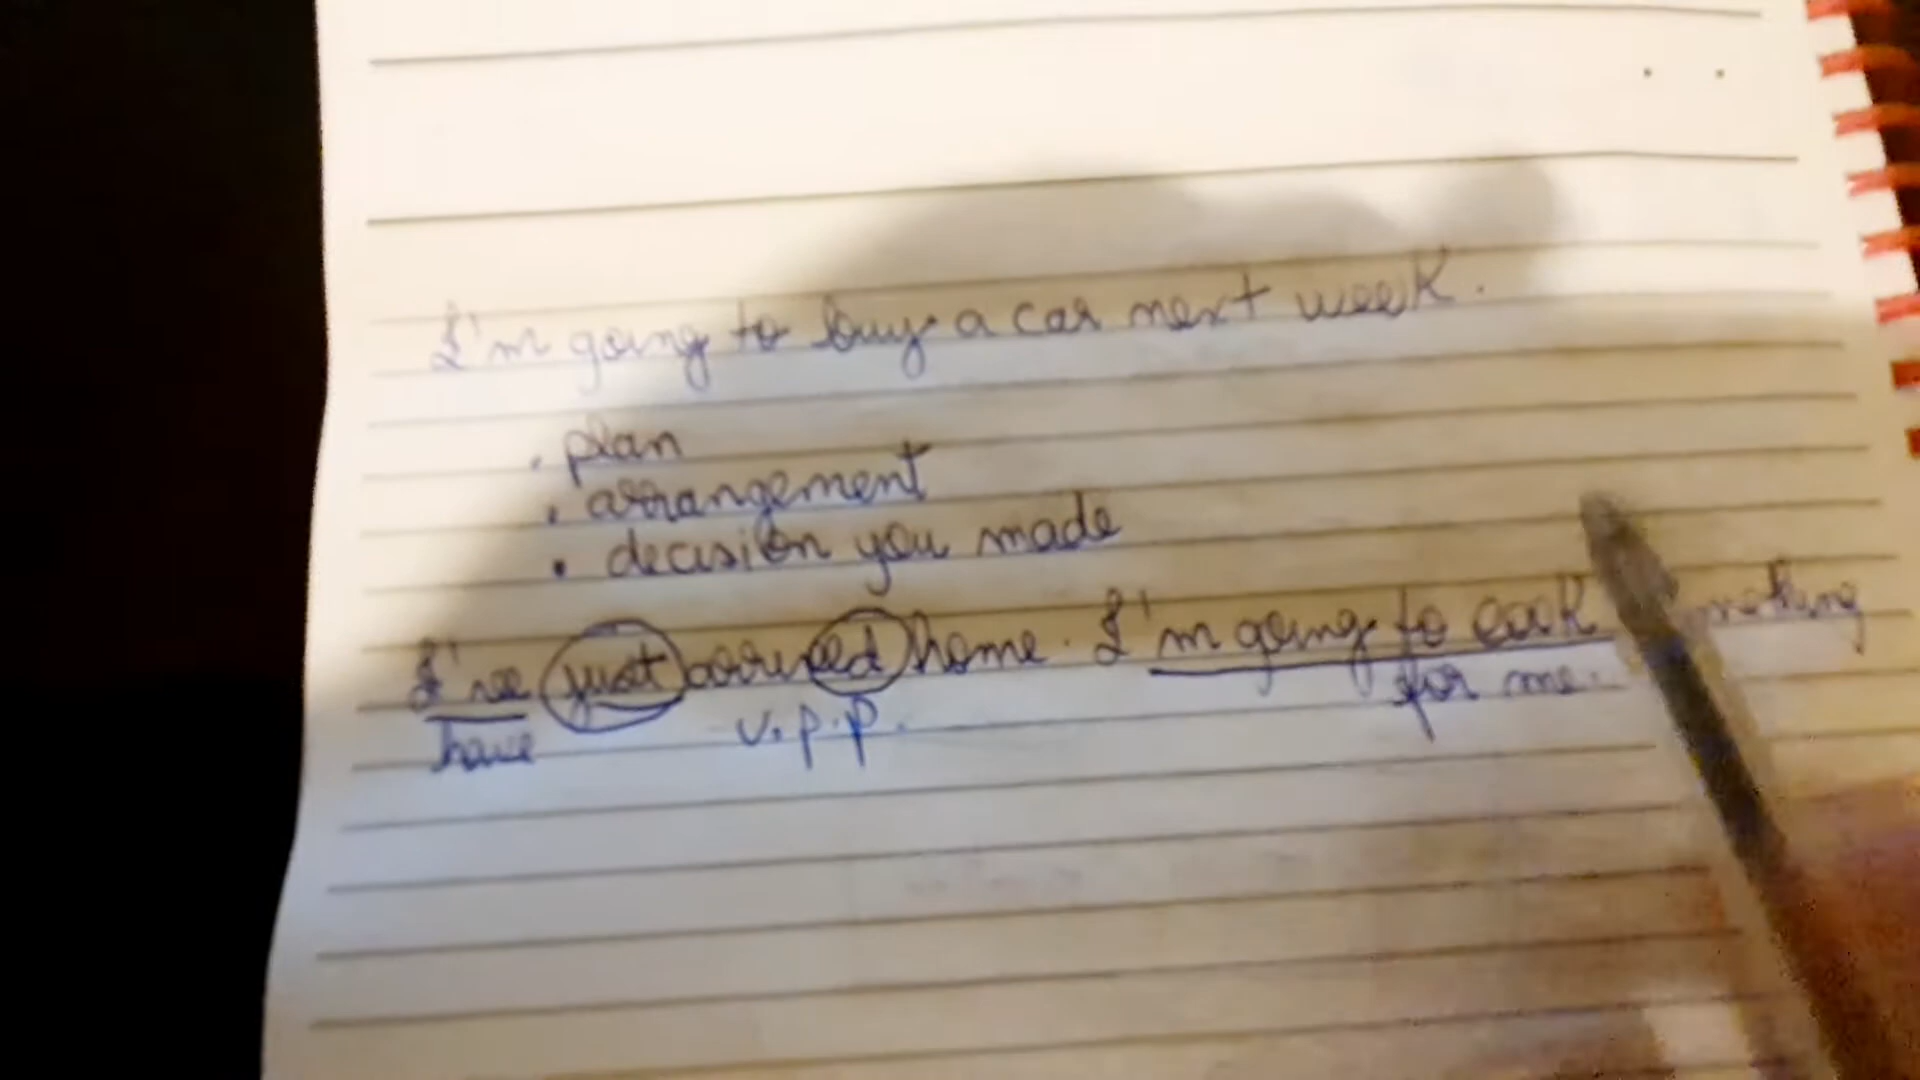 I'm going to buy a car next week.
. plan
. arrangement
. decision you made
I've just arrived home. I'm going to cook
for me.
have v.p.p.